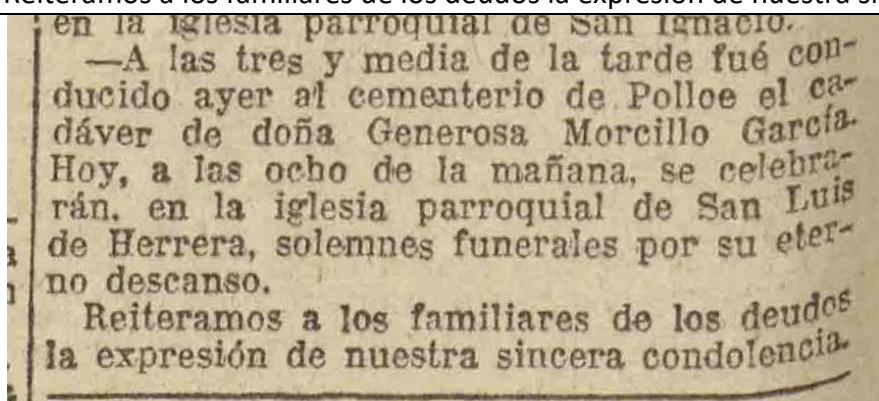 Reiteramos a los familiares de los deudos la expresión de nuestra si
en la iglesia parroquial de San Ignacio.
—A las tres y media de la tarde fué con-
ducido ayer al cementerio de Polloe el ca-
dáver de doña Generosa Morcillo García.
Hoy, a las ocho de la mañana, se celebra-
rán. en la iglesia parroquial de San Luis
de Herrera, solemnes funerales por su eter-
no descanso.
Reiteramos a los familiares de los deudos
la expresión de nuestra sincera condolencia.